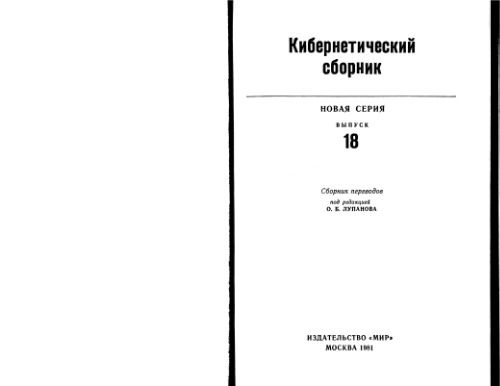 Кибернетический
сборник
НОВАЯ СЕРИЯ
ВЫПУСК
18
Сборник переводов
под редакцией
О. Б. ЛУПАНОВА
ИЗДАТЕЛЬСТВО «МИР»
МОСКВА 1981